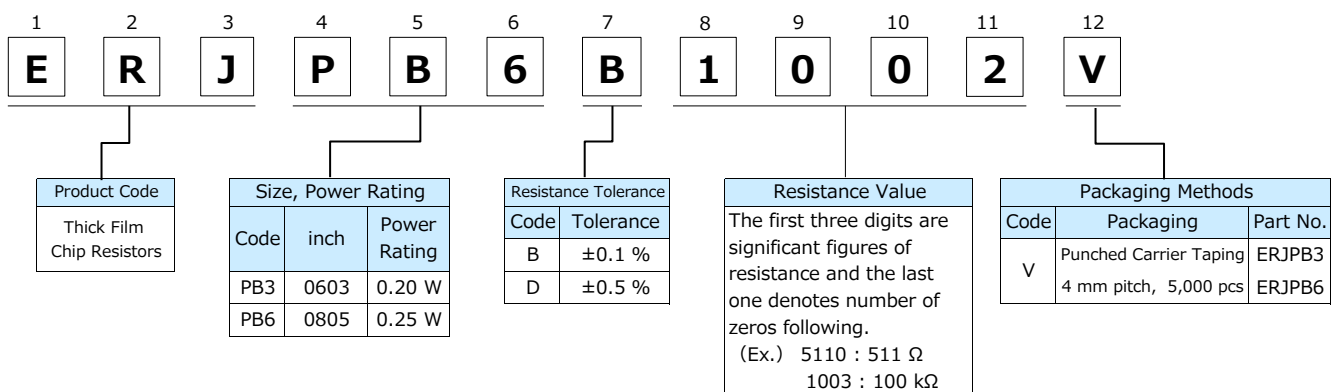 1 2 3 4 5 6 7 8 9 10 11 12
E R J P B 6 B 1 0 0 2 V
Product Code
Thick Film
Chip Resistors
Size, Power Rating
Code inch Power Rating
PB3 0603 0.20 W
PB6 0805 0.25 W
Resistance Tolerance
Code Tolerance
B ±0.1 %
D ±0.5 %
Resistance Value
The first three digits are
significant figures of
resistance and the last
one denotes number of
zeros following.
(Ex.) 5110 : 511 Ω
1003 : 100 kΩ
Packaging Methods
Code Packaging Part No.
V Punched Carrier Taping ERJPB3
4 mm pitch, 5,000 pcs ERJPB6